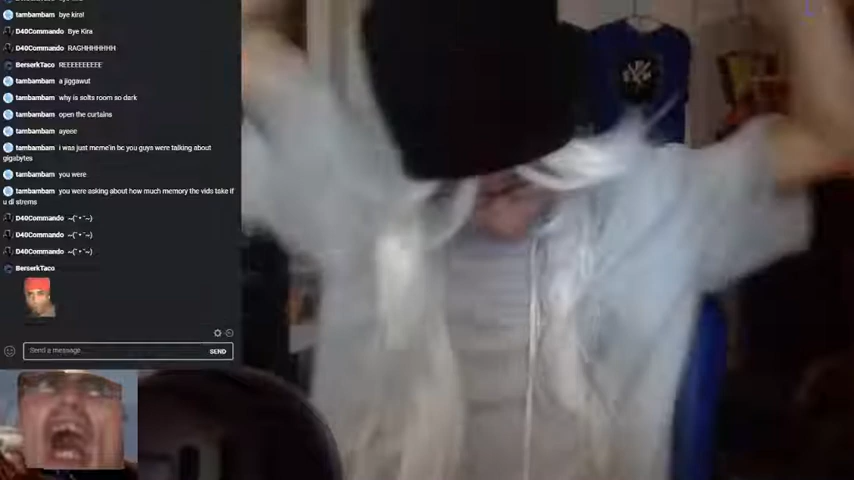 tambambam bye kira!
D40Commando Bye Kira
D40Commando RAGHHHHHHH
BerserkTaco REEEEEEEEEE
tambambam a jiggawut
tambambam why is solts room so dark
tambambam open the curtains
tambambam ayeee
tambambam i was just meme'in bc you guys were talking about
gigabytes
tambambam you were
tambambam you were asking about how much memory the vids take if
u dl strems
D40Commando ~(˘•˘~)
D40Commando ~(˘•˘~)
D40Commando ~(˘•˘~)
BerserkTaco
Send a message...
SEND